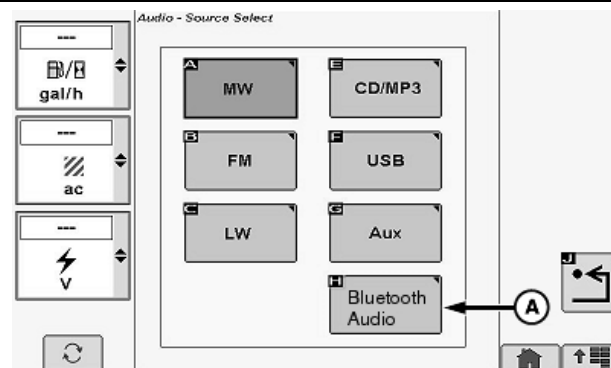 Audio - Source Select
---
gal/h
---
ac
---
V
A
MW
B
FM
C
LW
E
CD/MP3
F
USB
G
Aux
H
Bluetooth
Audio
A
J